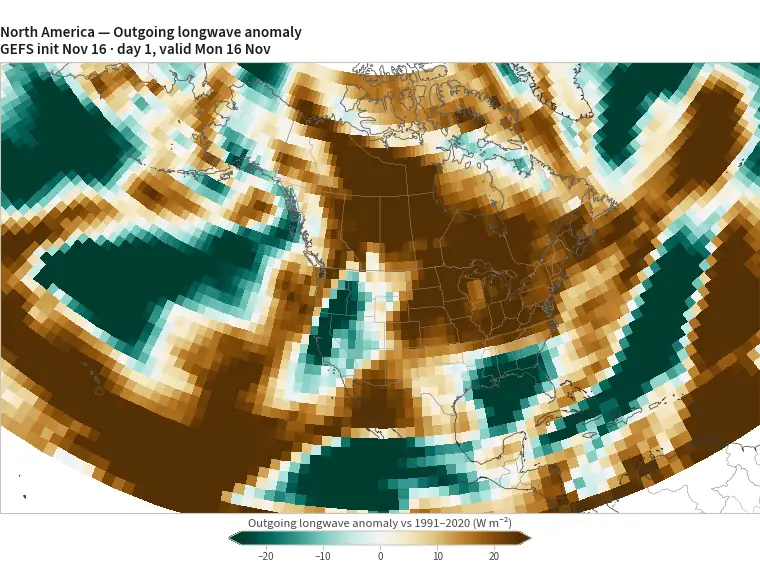 North America — Outgoing longwave anomaly
GEFS init Nov 16 · day 1, valid Mon 16 Nov
Outgoing longwave anomaly vs 1991–2020 (W m⁻²)
−20 −10 0 10 20